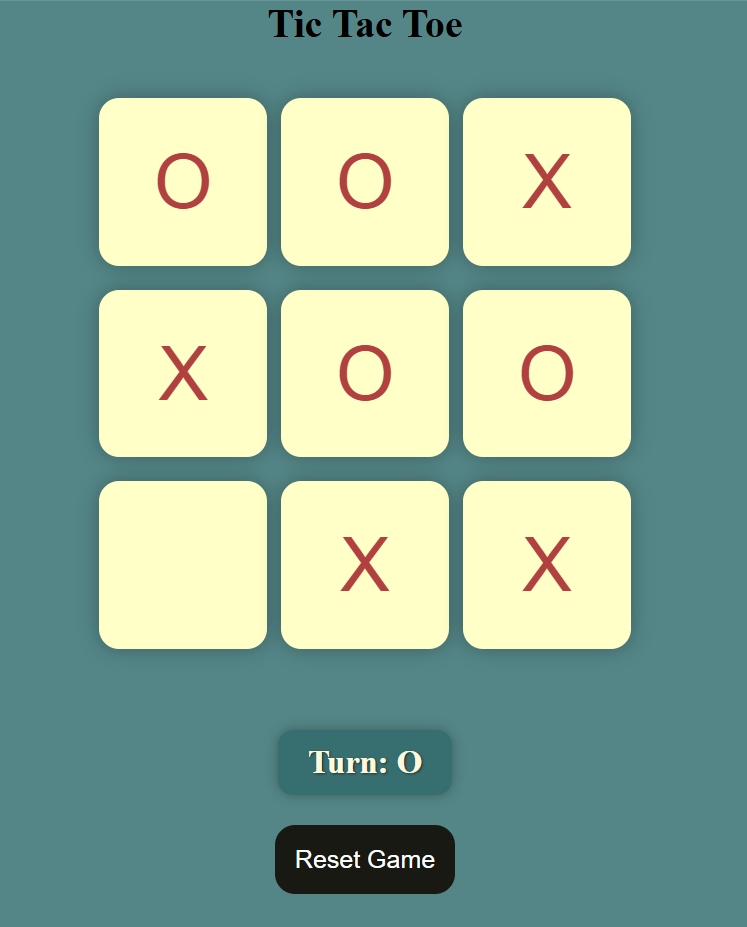 Tic Tac Toe
O O X
X O O
X X
Turn: O
Reset Game